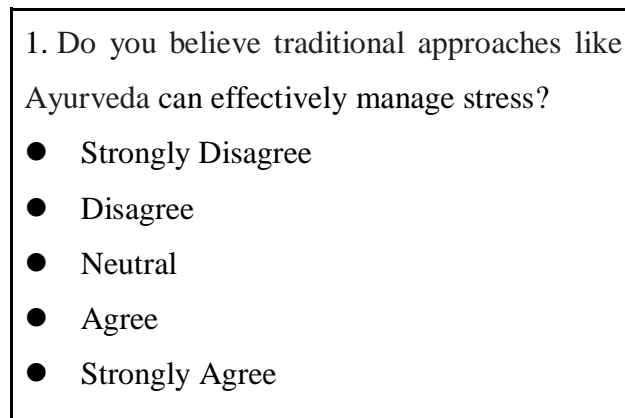 1. Do you believe traditional approaches like
Ayurveda can effectively manage stress?
● Strongly Disagree
● Disagree
● Neutral
● Agree
● Strongly Agree